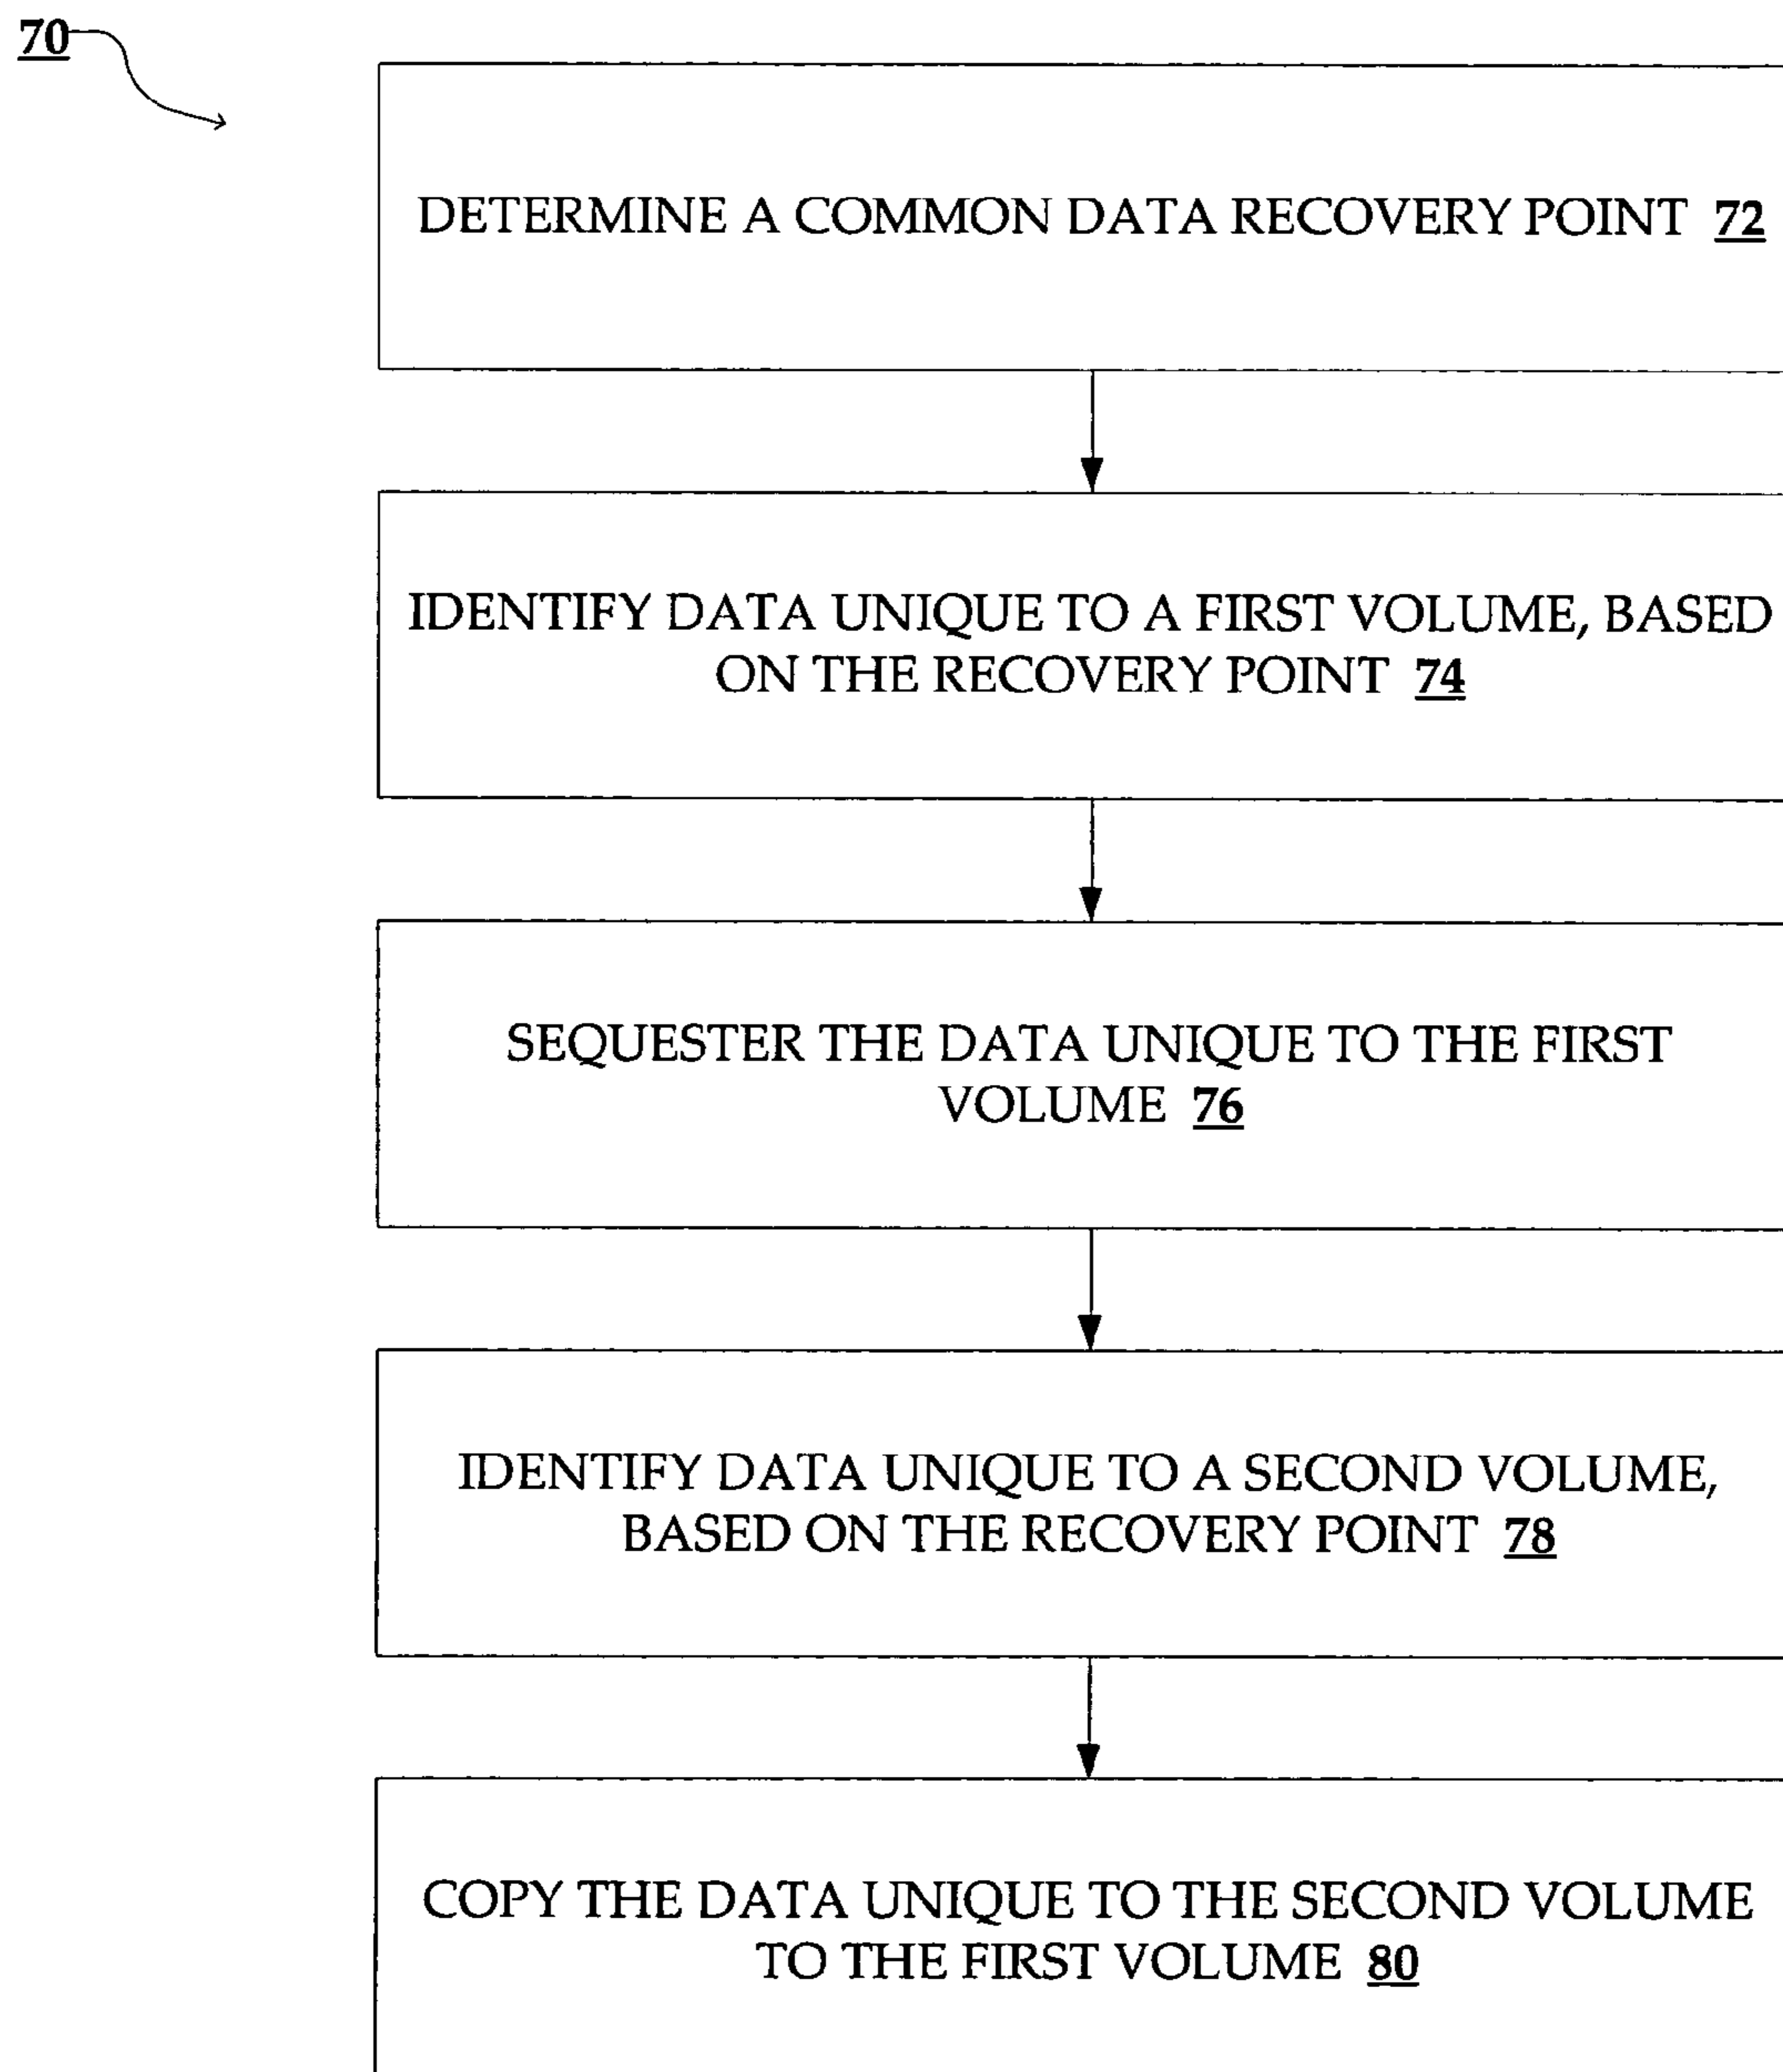 70
DETERMINE A COMMON DATA RECOVERY POINT 72
IDENTIFY DATA UNIQUE TO A FIRST VOLUME, BASED
ON THE RECOVERY POINT 74
SEQUESTER THE DATA UNIQUE TO THE FIRST
VOLUME 76
IDENTIFY DATA UNIQUE TO A SECOND VOLUME,
BASED ON THE RECOVERY POINT 78
COPY THE DATA UNIQUE TO THE SECOND VOLUME
TO THE FIRST VOLUME 80